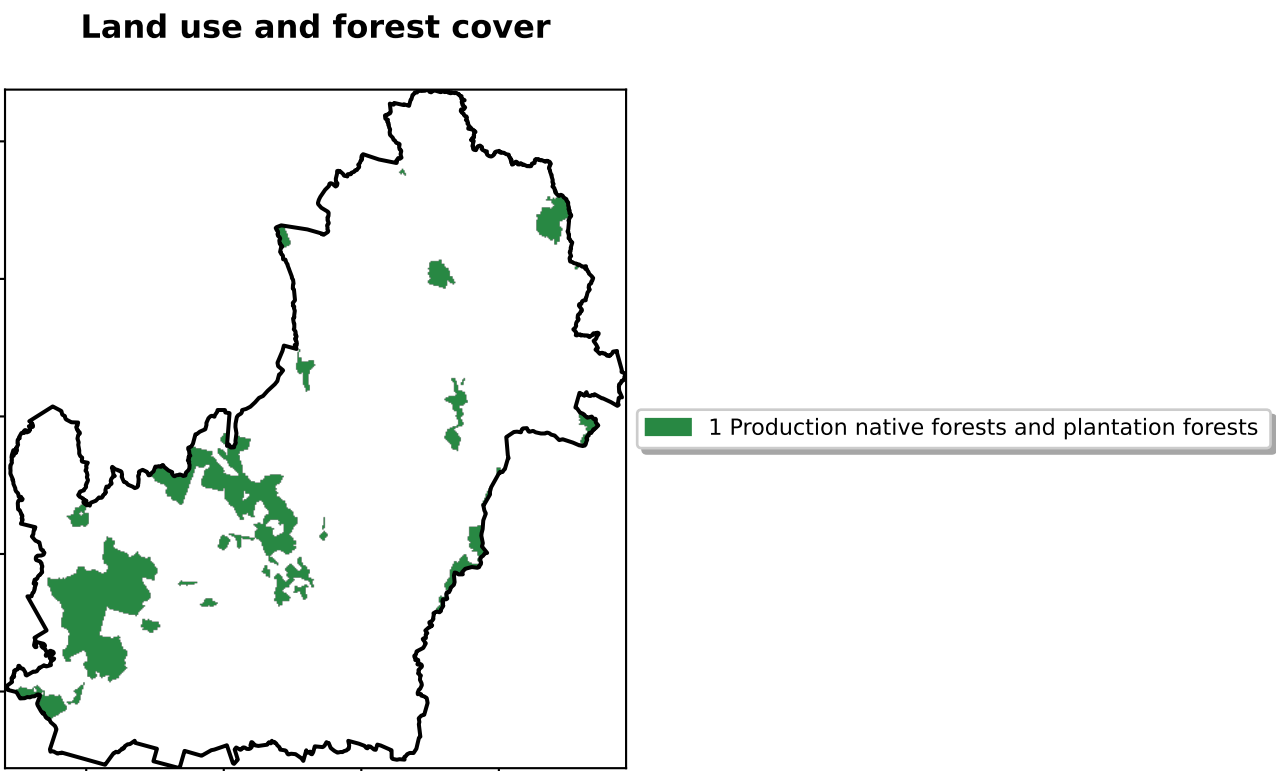 Land use and forest cover
1 Production native forests and plantation forests